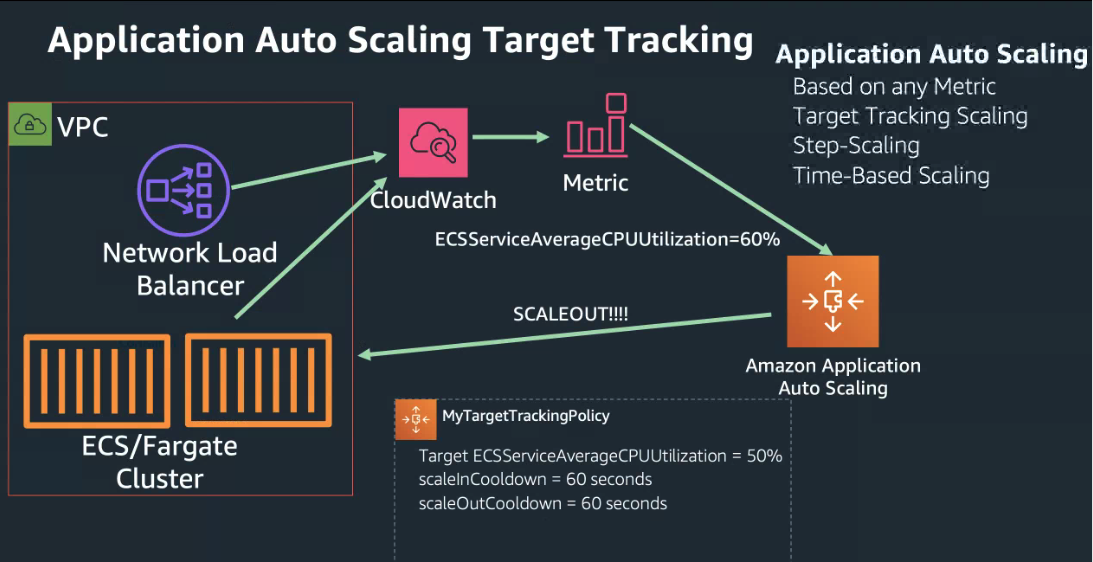 Application Auto Scaling Target Tracking
Application Auto Scaling
Based on any Metric
Target Tracking Scaling
Step-Scaling
Time-Based Scaling
VPC
Network Load
Balancer
CloudWatch
Metric
ECSServiceAverageCPUUtilization=60%
SCALEOUT!!!!
Amazon Application
Auto Scaling
ECS/Fargate
Cluster
MyTargetTrackingPolicy
Target ECSServiceAverageCPUUtilization = 50%
scaleInCooldown = 60 seconds
scaleOutCooldown = 60 seconds